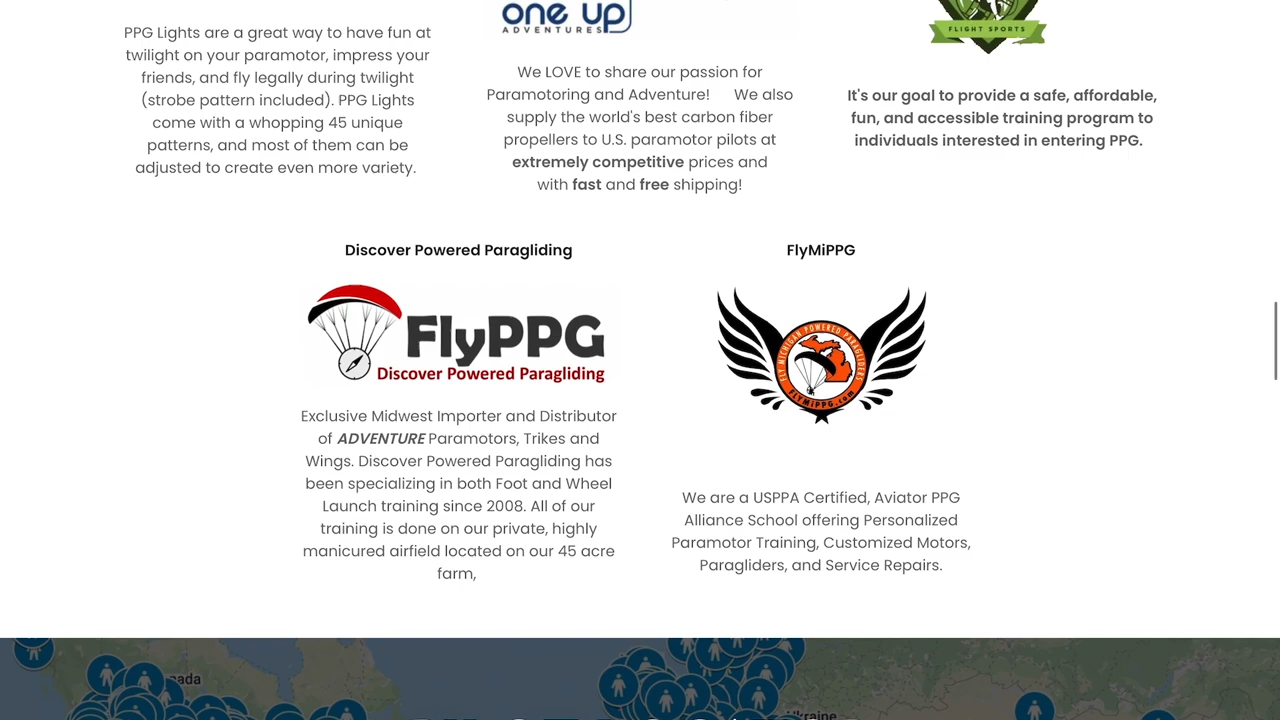 PPG Lights are a great way to have fun at
twilight on your paramotor, impress your
friends, and fly legally during twilight
(strobe pattern included). PPG Lights
come with a whopping 45 unique
patterns, and most of them can be
adjusted to create even more variety.
one up
ADVENTURES
We LOVE to share our passion for
Paramotoring and Adventure! We also
supply the world's best carbon fiber
propellers to U.S. paramotor pilots at
extremely competitive prices and
with fast and free shipping!
FLIGHT SPORTS
It's our goal to provide a safe, affordable,
fun, and accessible training program to
individuals interested in entering PPG.
Discover Powered Paragliding
FlyPPG
Discover Powered Paragliding
Exclusive Midwest Importer and Distributor
of ADVENTURE Paramotors, Trikes and
Wings. Discover Powered Paragliding has
been specializing in both Foot and Wheel
Launch training since 2008. All of our
training is done on our private, highly
manicured airfield located on our 45 acre
farm,
FlyMiPPG
FLY MICHIGAN POWERED PARAGLIDERS
FLYMiPPG.com
We are a USPPA Certified, Aviator PPG
Alliance School offering Personalized
Paramotor Training, Customized Motors,
Paragliders, and Service Repairs.